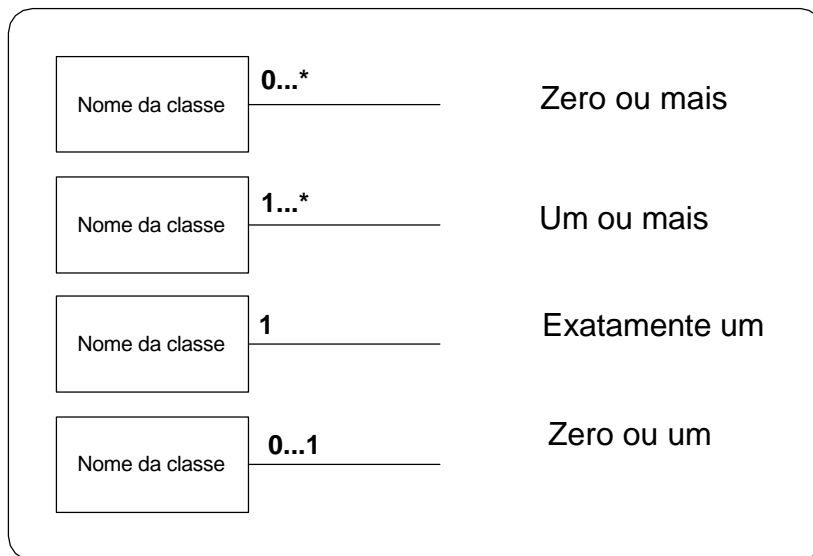 0...*
Nome da classe
Zero ou mais
1...*
Nome da classe
Um ou mais
1
Nome da classe
Exatamente um
0...1
Nome da classe
Zero ou um